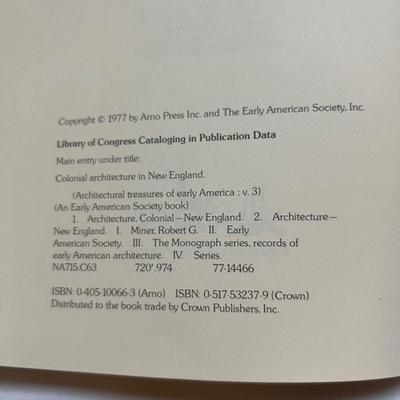 Copyright © 1977 by Arno Press Inc. and The Early American Society, Inc.
Library of Congress Cataloging in Publication Data
Main entry under title:
Colonial architecture in New England.
(Architectural treasures of early America : v. 3)
(An Early American Society book)
1. Architecture, Colonial—New England. 2. Architecture—
New England. I. Miner, Robert G. II. Early
American Society. III. The Monograph series, records of
early American architecture. IV. Series.
NA715.C63 720'.974 77-14466
ISBN: 0-405-10066-3 (Arno) ISBN: 0-517-53237-9 (Crown)
Distributed to the book trade by Crown Publishers, Inc.